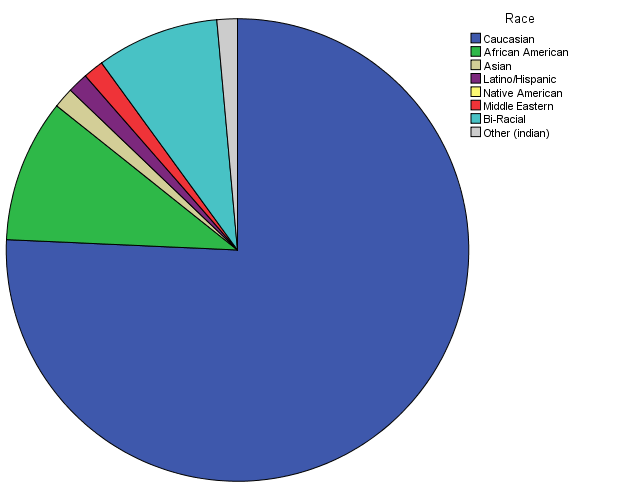 Race
Caucasian
African American
Asian
Latino/Hispanic
Native American
Middle Eastern
Bi-Racial
Other (indian)